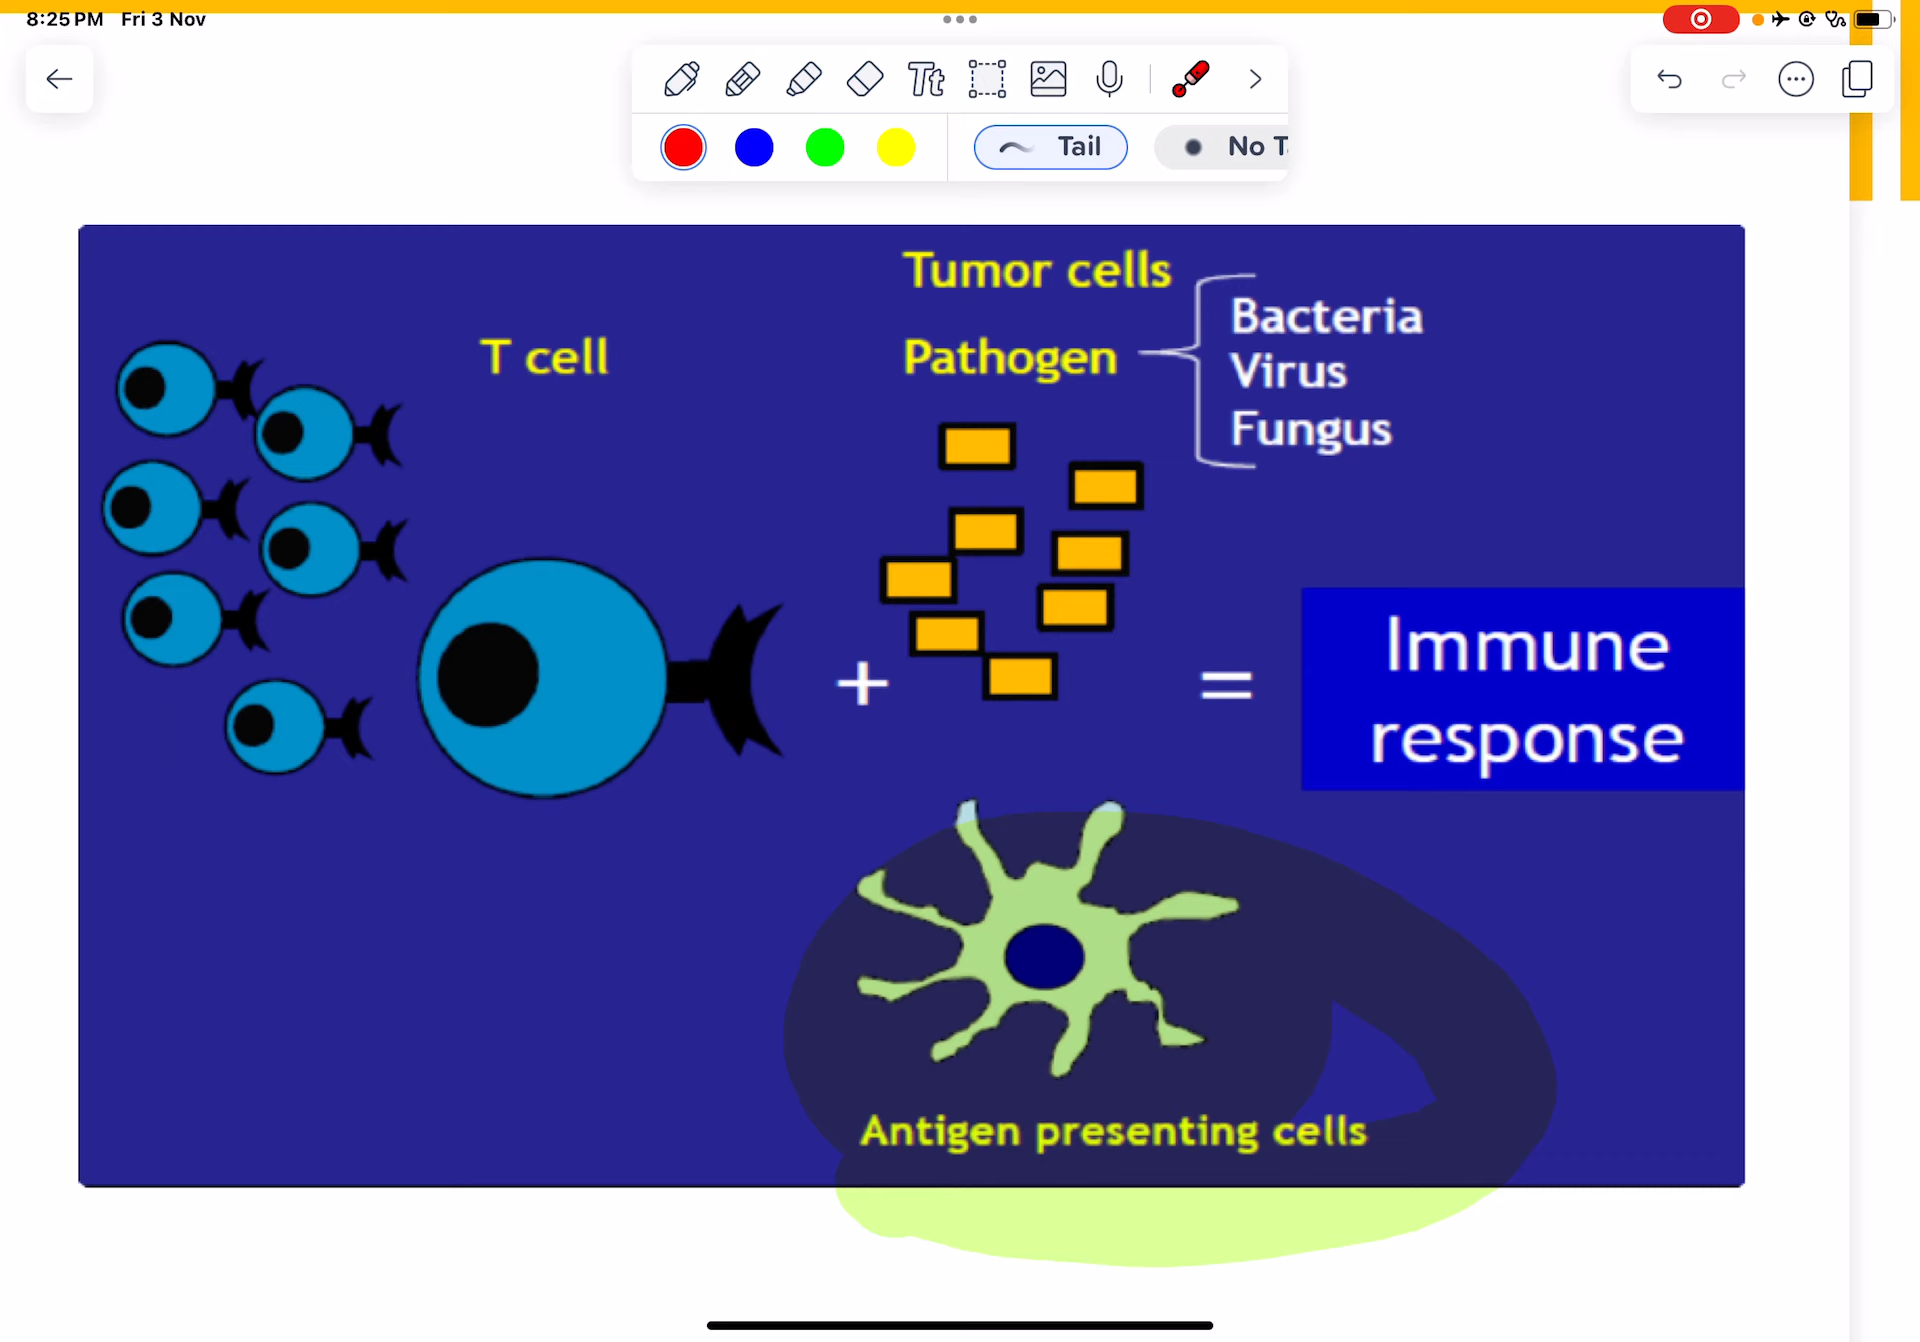 8:25 PM Fri 3 Nov
Tt
Tail
No T
Tumor cells
Bacteria
T cell
Pathogen
Virus
Fungus
+
=
Immune
response
Antigen presenting cells